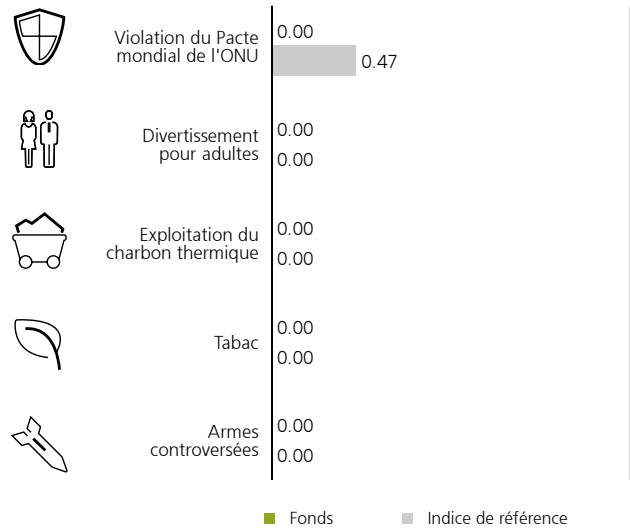 Violation du Pacte
mondial de l'ONU
0.00
0.47
Divertissement
pour adultes
0.00
0.00
Exploitation du
charbon thermique
0.00
0.00
Tabac
0.00
0.00
Armes
controversées
0.00
0.00
Fonds
Indice de référence